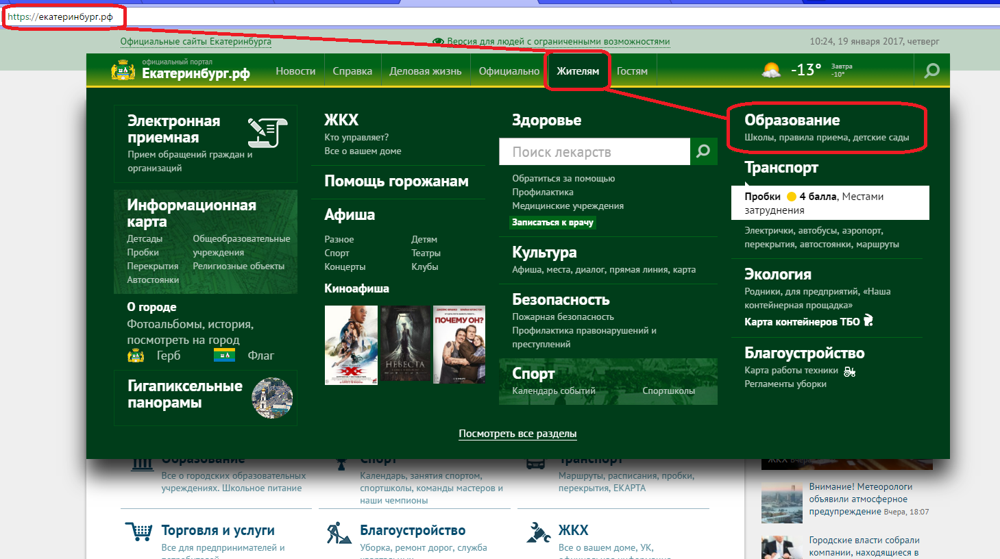 https://екатеринбург.рф
Официальные сайты Екатеринбурга
Версия для людей с ограниченными возможностями
10:24, 19 января 2017, четверг
официальный портал
Екатеринбург.рф
Новости
Справка
Деловая жизнь
Официально
Жителям
Гостям
-13°
Завтра
-10°
Электронная
приемная
Прием обращений граждан и
организаций
Информационная
карта
Детсады
Пробки
Перекрытия
Автостоянки
Общеобразовательные
учреждения
Религиозные объекты
О городе
Фотоальбомы, история,
посмотреть на город
Герб
Флаг
Гигапиксельные
панорамы
ЖКХ
Кто управляет?
Все о вашем доме
Помощь горожанам
Афиша
Разное
Спорт
Концерты
Детям
Театры
Клубы
Киноафиша
НЕВЕСТА
ПОЧЕМУ ОН?
Здоровье
Поиск лекарств
Обратиться за помощью
Профилактика
Медицинские учреждения
Записаться к врачу
Культура
Афиша, места, диалог, прямая линия, карта
Безопасность
Пожарная безопасность
Профилактика правонарушений и
преступлений
Спорт
Календарь событий
Спортшколы
Образование
Школы, правила приема, детские сады
Транспорт
Пробки 4 балла, Местами
затруднения
Электрички, автобусы, аэропорт,
перекрытия, автостоянки, маршруты
Экология
Родники, для предприятий, «Наша
контейнерная прощадка»
Карта контейнеров ТБО
Благоустройство
Карта работы техники
Регламенты уборки
Посмотреть все разделы
Образование
Все о городских образовательных
учреждениях. Школьное питание
Спорт
Календарь, занятия спортом,
спортшколы, команды мастеров и
наши чемпионы
Транспорт
Маршруты, расписания, пробки,
перекрытия, ЕКАРТА
Торговля и услуги
Все для предпринимателей и
Благоустройство
Уборка, ремонт дорог, служба
ЖКХ
Все о вашем доме, УК,
ЖКХ
Внимание! Метеорологи
объявили атмосферное
предупреждение Вчера, 18:07
Городские власти собрали
компании, находящиеся в